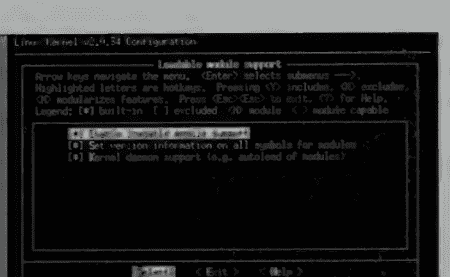 Linux Kernel v2.0.34 Configuration
Loadable module support
Arrow keys navigate the menu. <Enter> selects submenus --->.
Highlighted letters are hotkeys. Pressing <Y> includes, <N> excludes,
<M> modularizes features. Press <Esc><Esc> to exit, <?> for Help.
Legend: [*] built-in [ ] excluded <M> module < > module capable
[*] Enable loadable module support
[*] Set version information on all symbols for modules
[*] Kernel daemon support (e.g. autoload of modules)
<Select> < Exit > < Help >